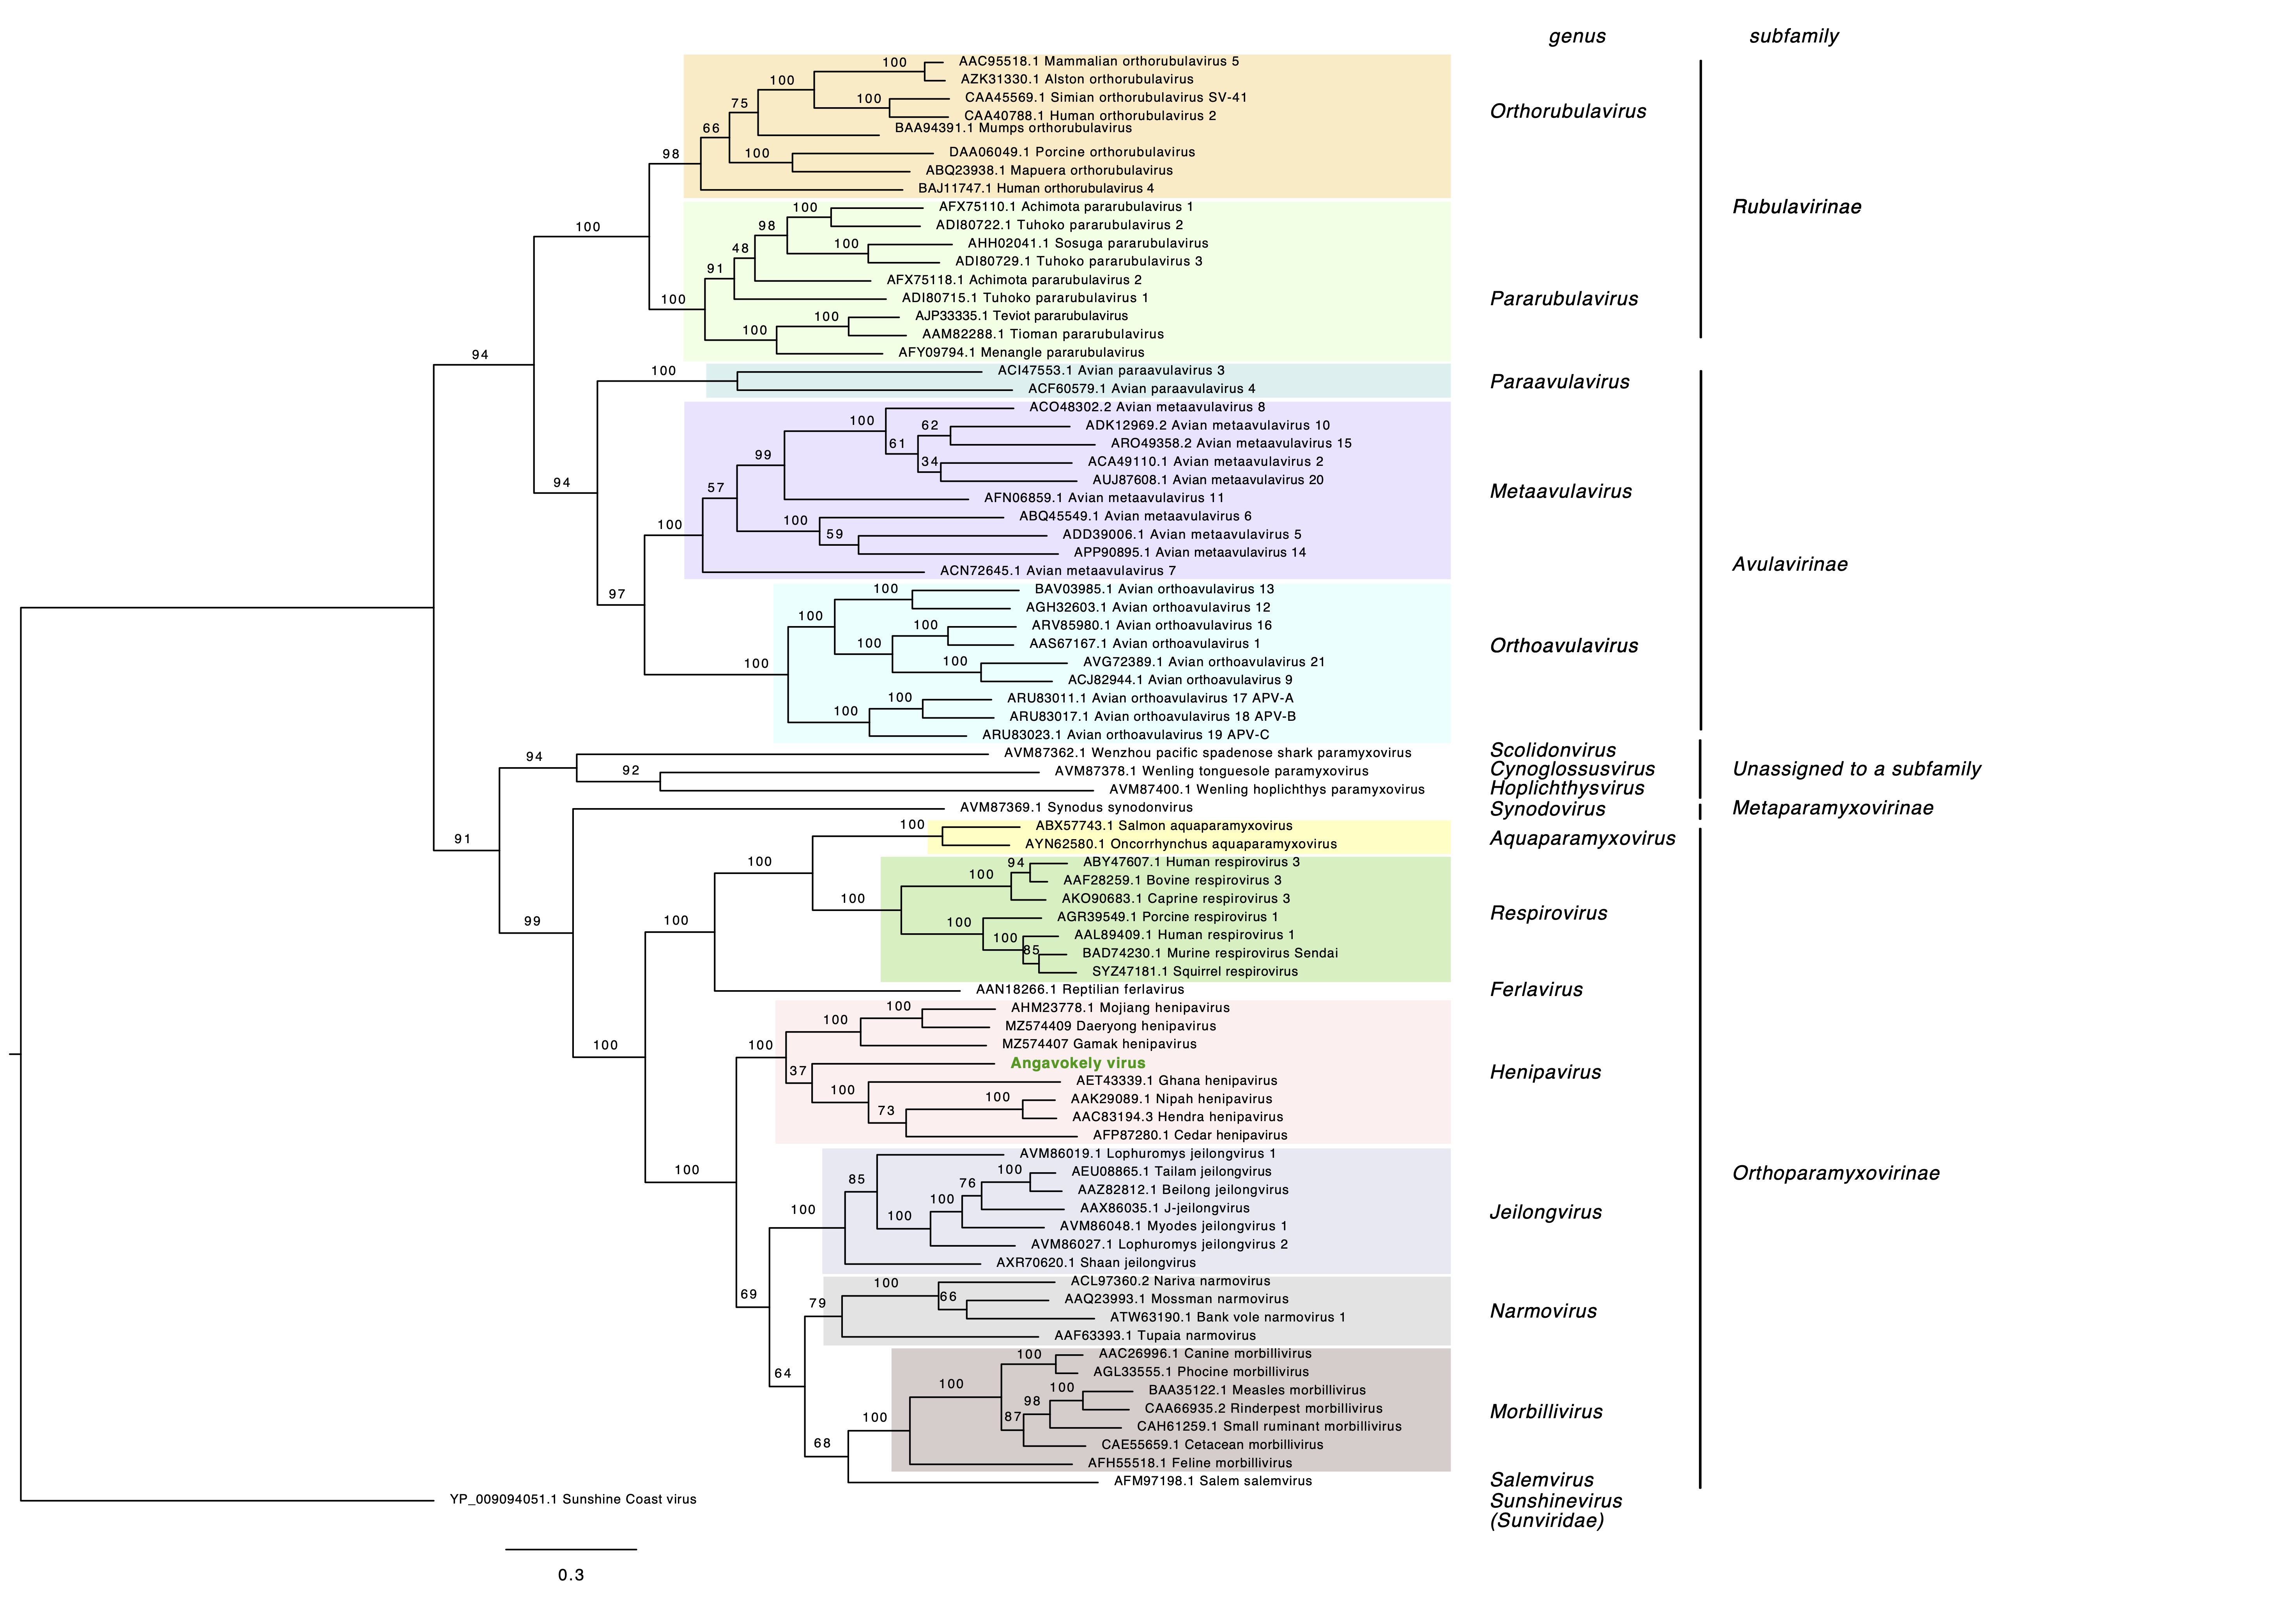 genus subfamily
100 AAC95518.1 Mammalian orthorubulavirus 5
100 AZK31330.1 Alston orthorubulavirus
75 100 CAA45569.1 Simian orthorubulavirus SV-41
Orthorubulavirus
CAA40788.1 Human orthorubulavirus 2
66 BAA94391.1 Mumps orthorubulavirus
98 100 DAA06049.1 Porcine orthorubulavirus
ABQ23938.1 Mapuera orthorubulavirus
BAJ11747.1 Human orthorubulavirus 4
100 AFX75110.1 Achimota pararubulavirus 1
Rubulavirinae
100 98 ADI80722.1 Tuhoko pararubulavirus 2
48 100 AHH02041.1 Sosuga pararubulavirus
91 ADI80729.1 Tuhoko pararubulavirus 3
AFX75118.1 Achimota pararubulavirus 2
100 ADI80715.1 Tuhoko pararubulavirus 1
Pararubulavirus
100 AJP33335.1 Teviot pararubulavirus
100 AAM82288.1 Tioman pararubulavirus
94 AFY09794.1 Menangle pararubulavirus
100 ACI47553.1 Avian paraavulavirus 3
Paraavulavirus
ACF60579.1 Avian paraavulavirus 4
ACO48302.2 Avian metaavulavirus 8
100 62 ADK12969.2 Avian metaavulavirus 10
61 ARO49358.2 Avian metaavulavirus 15
99 34 ACA49110.1 Avian metaavulavirus 2
94 AUJ87608.1 Avian metaavulavirus 20
57 AFN06859.1 Avian metaavulavirus 11
Metaavulavirus
100 100 ABQ45549.1 Avian metaavulavirus 6
59 ADD39006.1 Avian metaavulavirus 5
APP90895.1 Avian metaavulavirus 14
Avulavirinae
ACN72645.1 Avian metaavulavirus 7
97 100 BAV03985.1 Avian orthoavulavirus 13
AGH32603.1 Avian orthoavulavirus 12
100 100 ARV85980.1 Avian orthoavulavirus 16
100 AAS67167.1 Avian orthoavulavirus 1
Orthoavulavirus
100 100 AVG72389.1 Avian orthoavulavirus 21
ACJ82944.1 Avian orthoavulavirus 9
100 ARU83011.1 Avian orthoavulavirus 17 APV-A
100 ARU83017.1 Avian orthoavulavirus 18 APV-B
ARU83023.1 Avian orthoavulavirus 19 APV-C
94 AVM87362.1 Wenzhou pacific spadenose shark paramyxovirus
Scolidonvirus
92 AVM87378.1 Wenling tonguesole paramyxovirus
Cynoglossusvirus Unassigned to a subfamily
AVM87400.1 Wenling hoplichthys paramyxovirus
Hoplichthysvirus
AVM87369.1 Synodus synodonvirus
Synodovirus Metaparamyxovirinae
91 100 ABX57743.1 Salmon aquaparamyxovirus
Aquaparamyxovirus
AYN62580.1 Oncorrhynchus aquaparamyxovirus
100 94 ABY47607.1 Human respirovirus 3
100 AAF28259.1 Bovine respirovirus 3
100 AKO90683.1 Caprine respirovirus 3
99 100 100 AGR39549.1 Porcine respirovirus 1
Respirovirus
100 AAL89409.1 Human respirovirus 1
85 BAD74230.1 Murine respirovirus Sendai
SYZ47181.1 Squirrel respirovirus
AAN18266.1 Reptilian ferlavirus
Ferlavirus
100 AHM23778.1 Mojiang henipavirus
100 MZ574409 Daeryong henipavirus
100 100 MZ574407 Gamak henipavirus
37 Angavokely virus
Henipavirus
100 AET43339.1 Ghana henipavirus
100 AAK29089.1 Nipah henipavirus
73 AAC83194.3 Hendra henipavirus
AFP87280.1 Cedar henipavirus
AVM86019.1 Lophuromys jeilongvirus 1
100 100 AEU08865.1 Tailam jeilongvirus
Orthoparamyxovirinae
85 76 AAZ82812.1 Beilong jeilongvirus
100 100 AAX86035.1 J-jeilongvirus
Jeilongvirus
100 AVM86048.1 Myodes jeilongvirus 1
AVM86027.1 Lophuromys jeilongvirus 2
AXR70620.1 Shaan jeilongvirus
100 ACL97360.2 Nariva narmovirus
69 79 66 AAQ23993.1 Mossman narmovirus
Narmovirus
ATW63190.1 Bank vole narmovirus 1
AAF63393.1 Tupaia narmovirus
100 AAC26996.1 Canine morbillivirus
64 AGL33555.1 Phocine morbillivirus
100 100 BAA35122.1 Measles morbillivirus
98 CAA66935.2 Rinderpest morbillivirus
Morbillivirus
100 87 CAH61259.1 Small ruminant morbillivirus
68 CAE55659.1 Cetacean morbillivirus
AFH55518.1 Feline morbillivirus
AFM97198.1 Salem salemvirus
Salemvirus
YP_009094051.1 Sunshine Coast virus
Sunshinevirus
(Sunviridae)
0.3